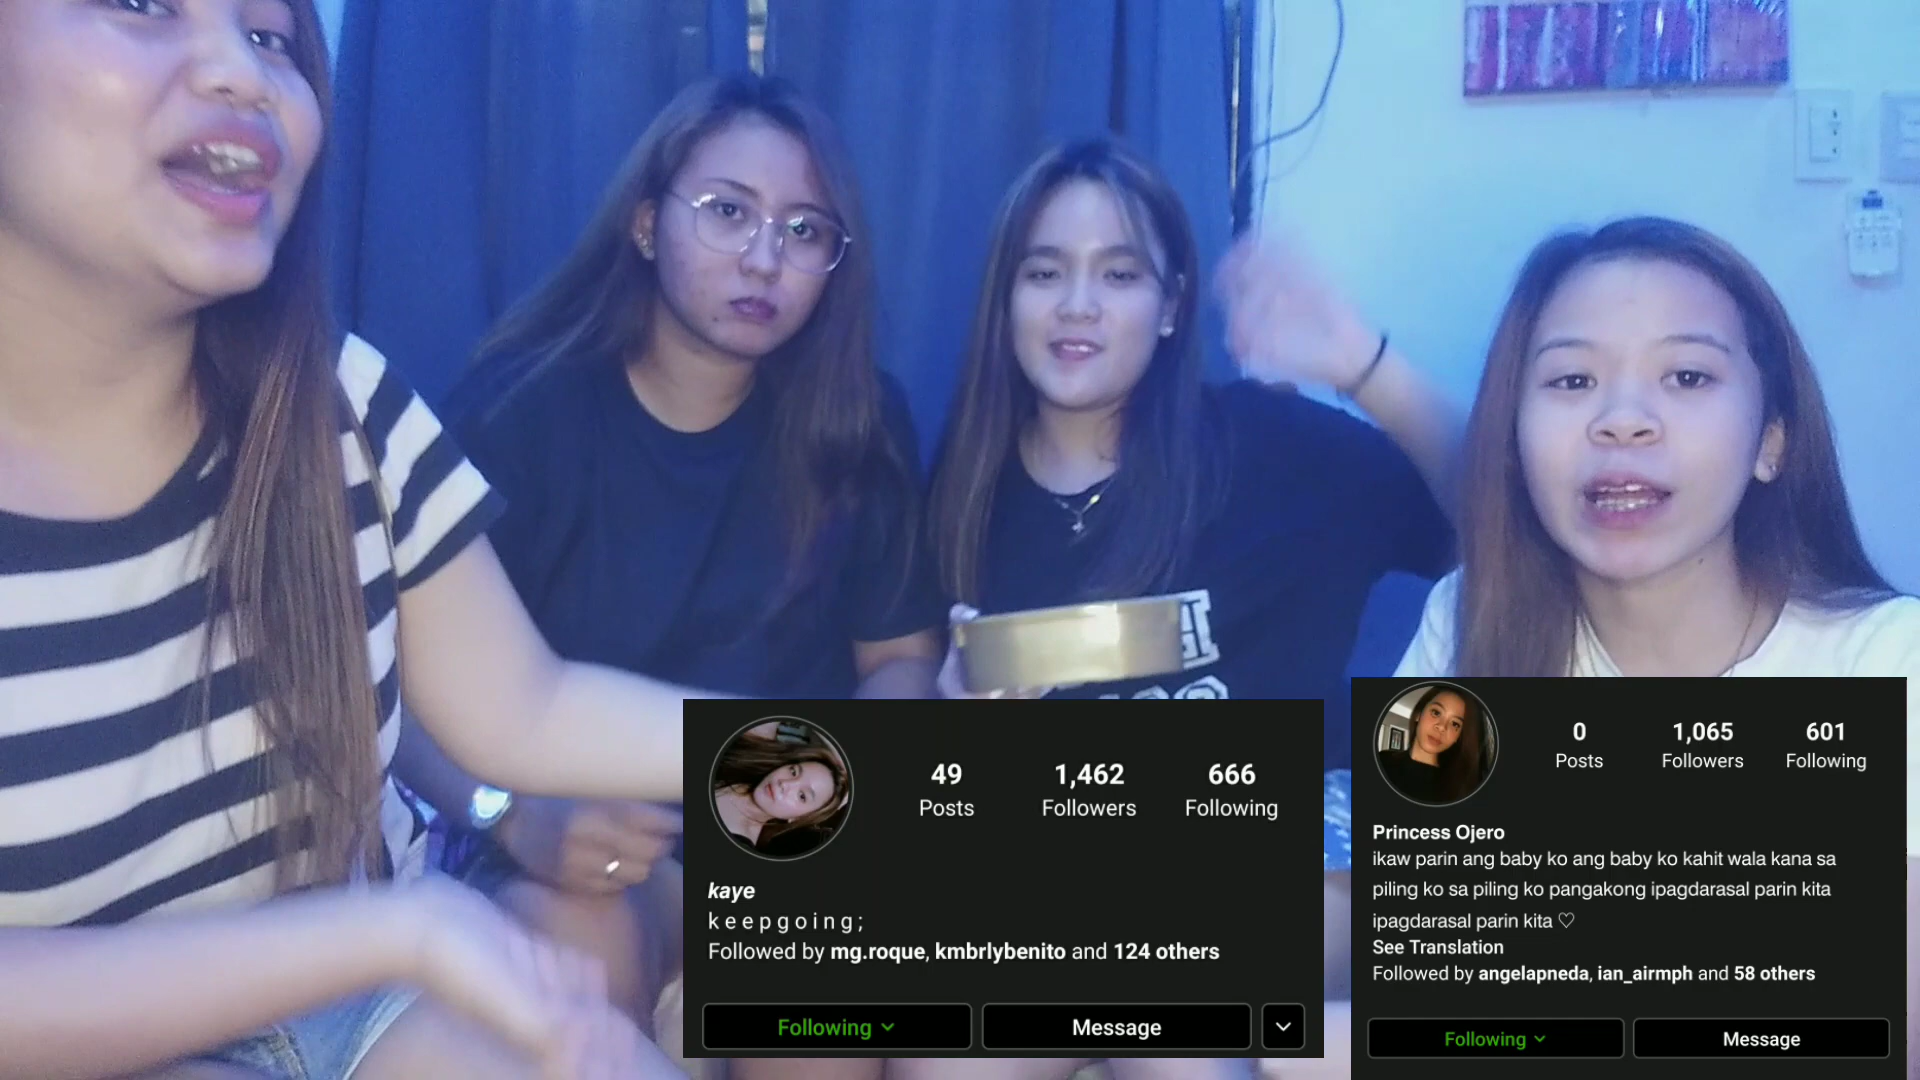 49
Posts
1,462
Followers
666
Following
kaye
k e e p g o i n g ;
Followed by mg.roque, kmbrlybenito and 124 others
Following
Message
0
Posts
1,065
Followers
601
Following
Princess Ojero
ikaw parin ang baby ko ang baby ko kahit wala kana sa
piling ko sa piling ko pangakong ipagdarasal parin kita
ipagdarasal parin kita ♡
See Translation
Followed by angelapneda, ian_airmph and 58 others
Following
Message